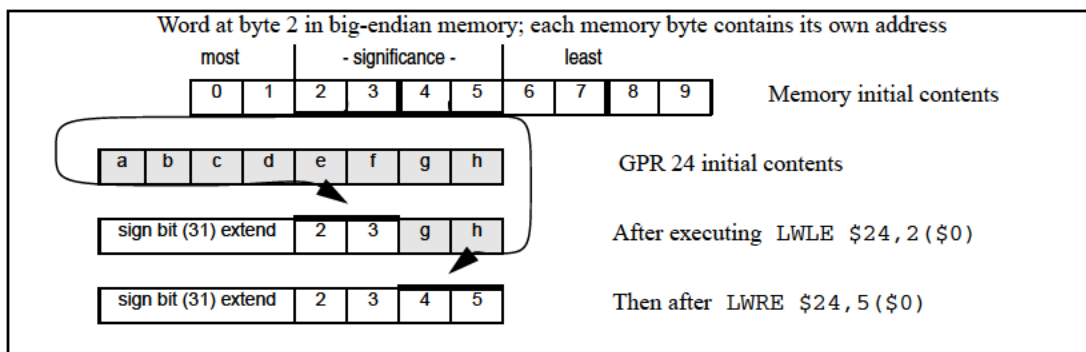 Word at byte 2 in big-endian memory; each memory byte contains its own address
most - significance - least
0 1 2 3 4 5 6 7 8 9 Memory initial contents
a b c d e f g h GPR 24 initial contents
sign bit (31) extend 2 3 g h After executing LWLE $24,2($0)
sign bit (31) extend 2 3 4 5 Then after LWRE $24,5($0)